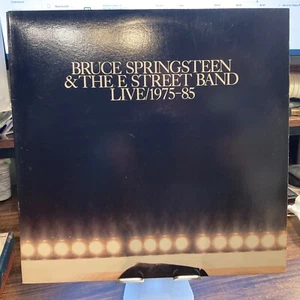 BRUCE SPRINGSTEEN
& THE E STREET BAND
LIVE/1975-85